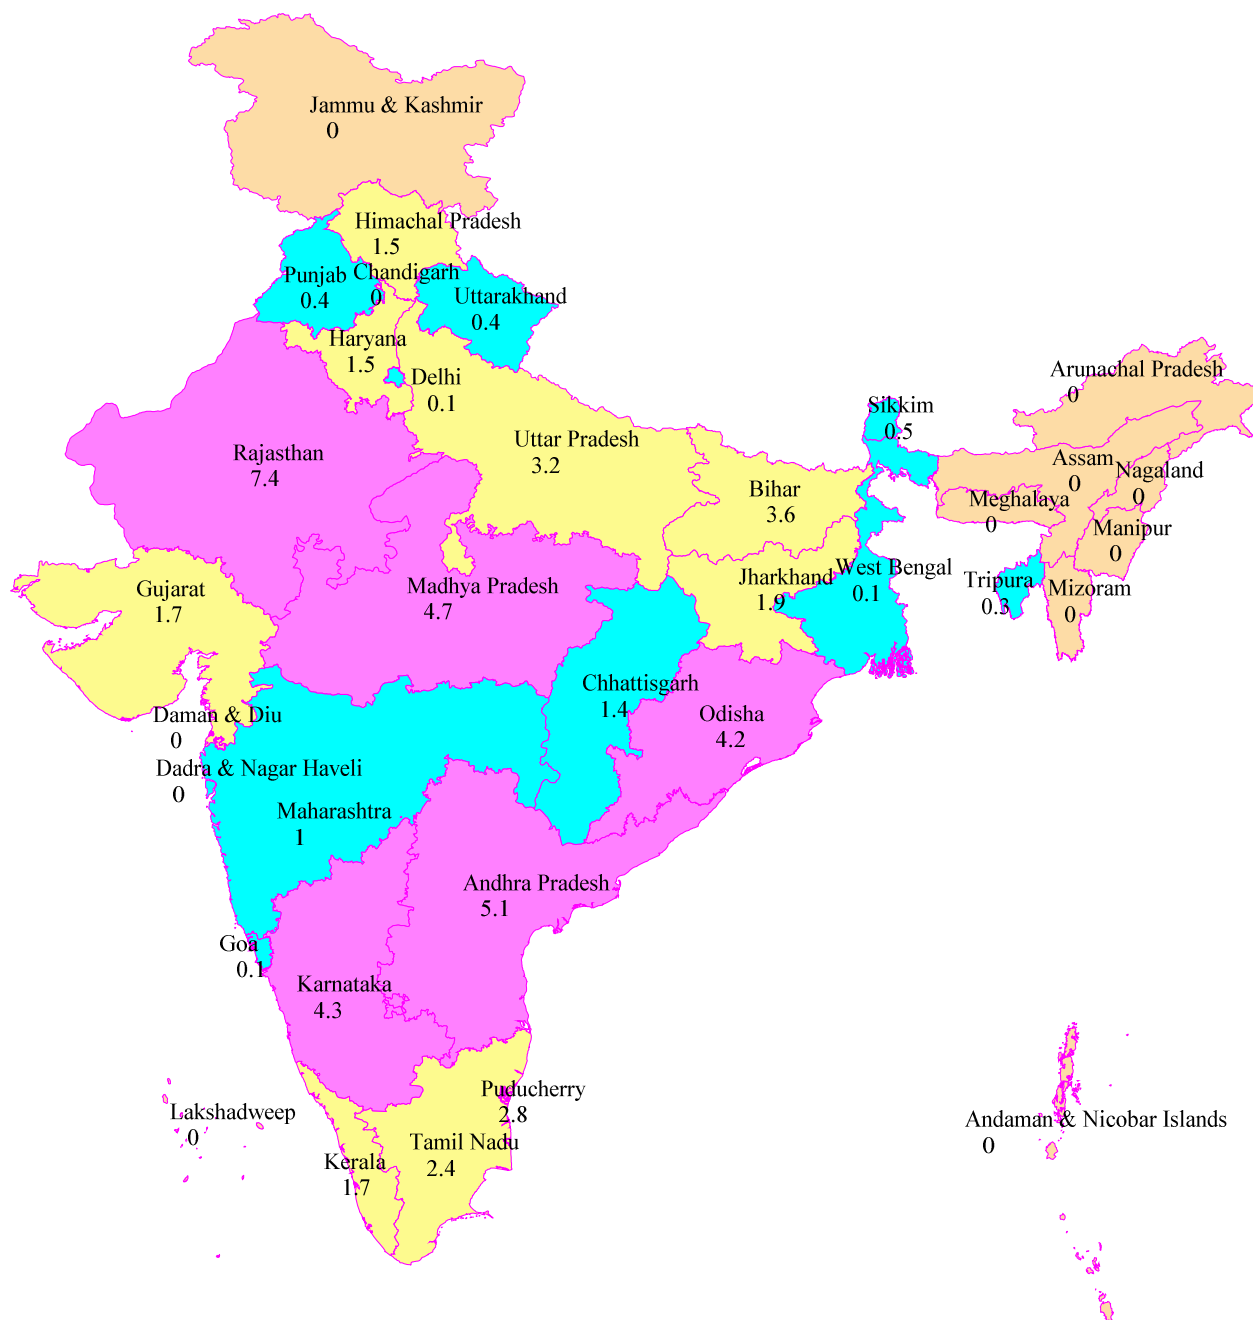 Jammu & Kashmir
0
Himachal Pradesh
1.5
Punjab
0.4
Chandigarh
0
Uttarakhand
0.4
Haryana
1.5
Delhi
0.1
Arunachal Pradesh
0
Sikkim
0.5
Rajasthan
7.4
Uttar Pradesh
3.2
Bihar
3.6
Assam
0
Nagaland
0
Meghalaya
0
Manipur
0
Gujarat
1.7
Madhya Pradesh
4.7
Jharkhand
1.9
West Bengal
0.1
Tripura
0.3
Mizoram
0
Chhattisgarh
1.4
Odisha
4.2
Daman & Diu
0
Dadra & Nagar Haveli
0
Maharashtra
1
Andhra Pradesh
5.1
Goa
0.1
Karnataka
4.3
Puducherry
2.8
Lakshadweep
0
Tamil Nadu
2.4
Kerala
1.7
Andaman & Nicobar Islands
0